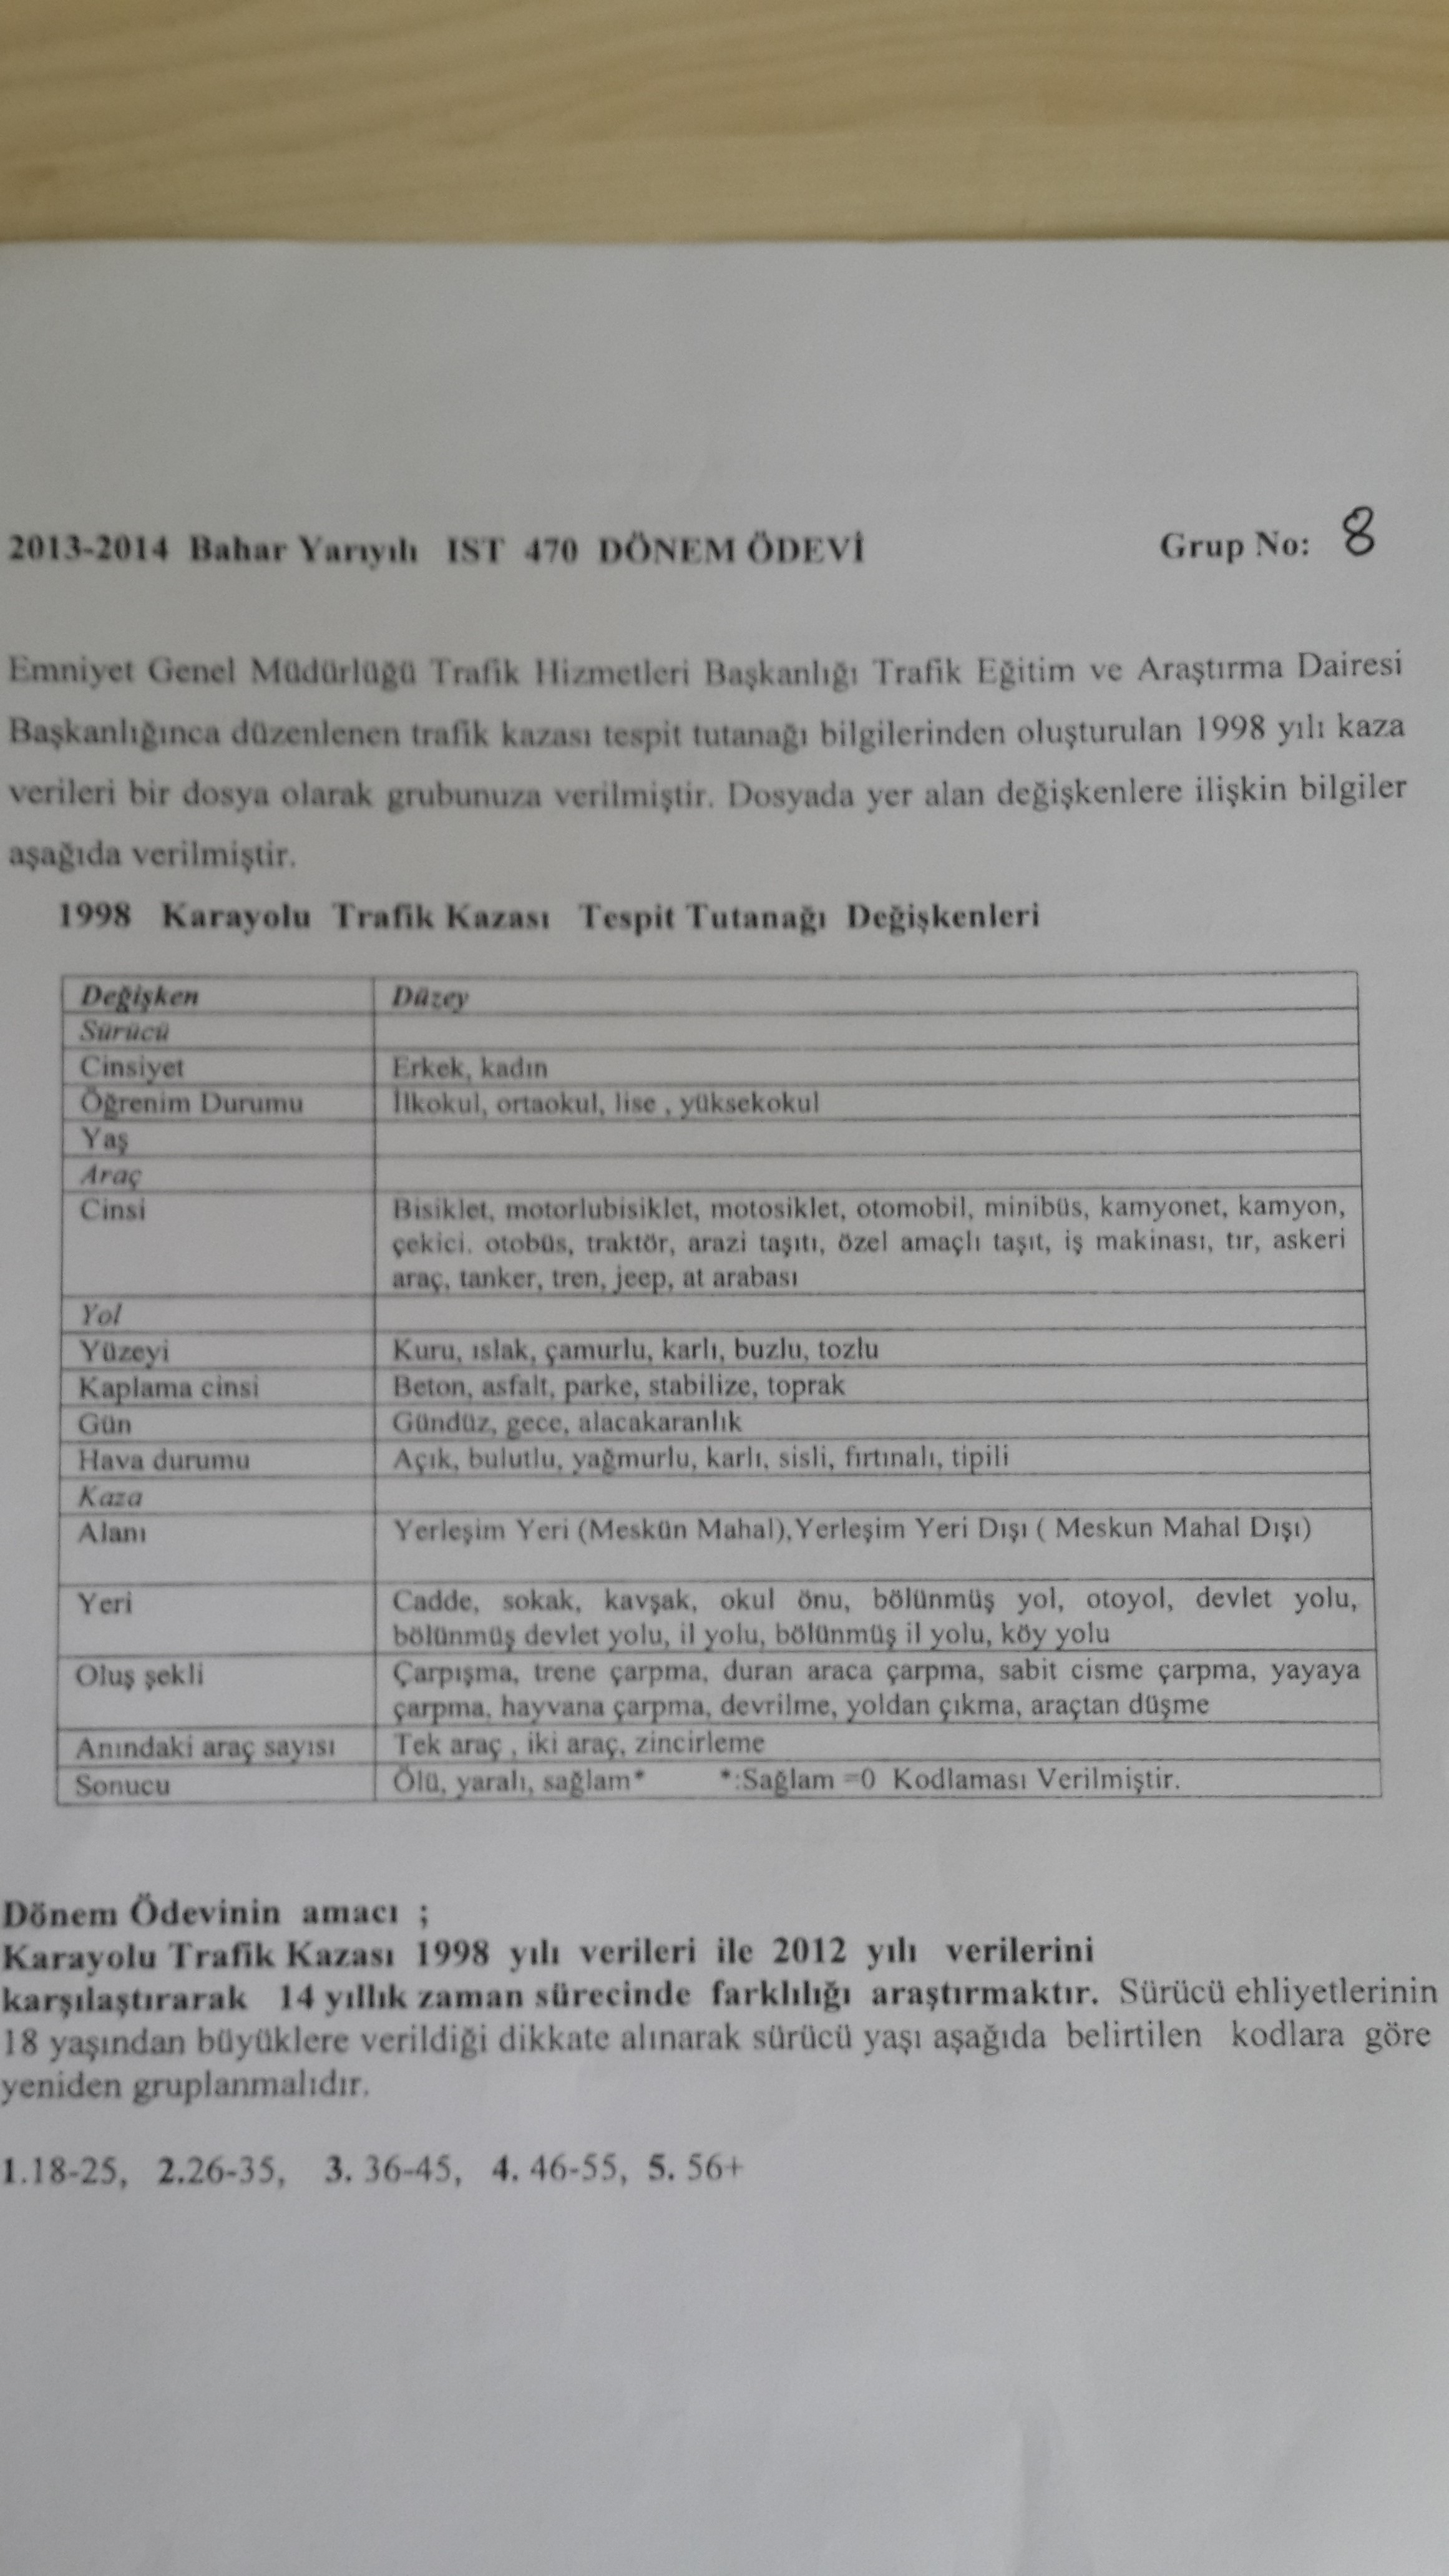 2013-2014 Bahar Yarıyılı IST 470 DÖNEM ÖDEVİ Grup No: 8
Emniyet Genel Müdürlüğü Trafik Hizmetleri Başkanlığı Trafik Eğitim ve Araştırma Dairesi
Başkanlığınca düzenlenen trafik kazası tespit tutanağı bilgilerinden oluşturulan 1998 yılı kaza
verileri bir dosya olarak grubunuza verilmiştir. Dosyada yer alan değişkenlere ilişkin bilgiler
aşağıda verilmiştir.
1998 Karayolu Trafik Kazası Tespit Tutanağı Değişkenleri
Değişken Düzey
Sürücü
Cinsiyet Erkek, kadın
Öğrenim Durumu İlkokul, ortaokul, lise , yüksekokul
Yaş
Araç
Cinsi Bisiklet, motorlubisiklet, motosiklet, otomobil, minibüs, kamyonet, kamyon,
çekici, otobüs, traktör, arazi taşıtı, özel amaçlı taşıt, iş makinası, tır, askeri
araç, tanker, tren, jeep, at arabası
Yol
Yüzeyi Kuru, ıslak, çamurlu, karlı, buzlu, tozlu
Kaplama cinsi Beton, asfalt, parke, stabilize, toprak
Gün Gündüz, gece, alacakaranlık
Hava durumu Açık, bulutlu, yağmurlu, karlı, sisli, fırtınalı, tipili
Kaza
Alanı Yerleşim Yeri (Meskün Mahal),Yerleşim Yeri Dışı ( Meskun Mahal Dışı)
Yeri Cadde, sokak, kavşak, okul önu, bölünmüş yol, otoyol, devlet yolu,
bölünmüş devlet yolu, il yolu, bölünmüş il yolu, köy yolu
Oluş şekli Çarpışma, trene çarpma, duran araca çarpma, sabit cisme çarpma, yayaya
çarpma, hayvana çarpma, devrilme, yoldan çıkma, araçtan düşme
Anındaki araç sayısı Tek araç , iki araç, zincirleme
Sonucu Ölü, yaralı, sağlam* *:Sağlam =0 Kodlaması Verilmiştir.
Dönem Ödevinin amacı ;
Karayolu Trafik Kazası 1998 yılı verileri ile 2012 yılı verilerini
karşılaştırarak 14 yıllık zaman sürecinde farklılığı araştırmaktır. Sürücü ehliyetlerinin
18 yaşından büyüklere verildiği dikkate alınarak sürücü yaşı aşağıda belirtilen kodlara göre
yeniden gruplanmalıdır.
1.18-25, 2.26-35, 3. 36-45, 4. 46-55, 5. 56+